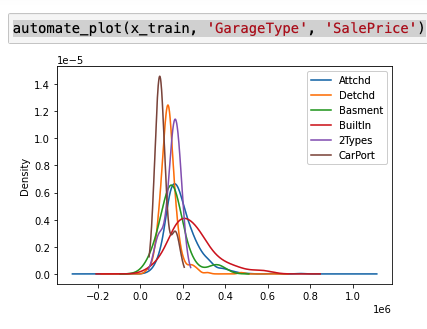 automate_plot(x_train, 'GarageType', 'SalePrice')
1e−5
1.4
1.2
1.0
0.8
0.6
0.4
0.2
0.0
Density
Attchd
Detchd
Basment
BuiltIn
2Types
CarPort
−0.2 0.0 0.2 0.4 0.6 0.8 1.0
1e6